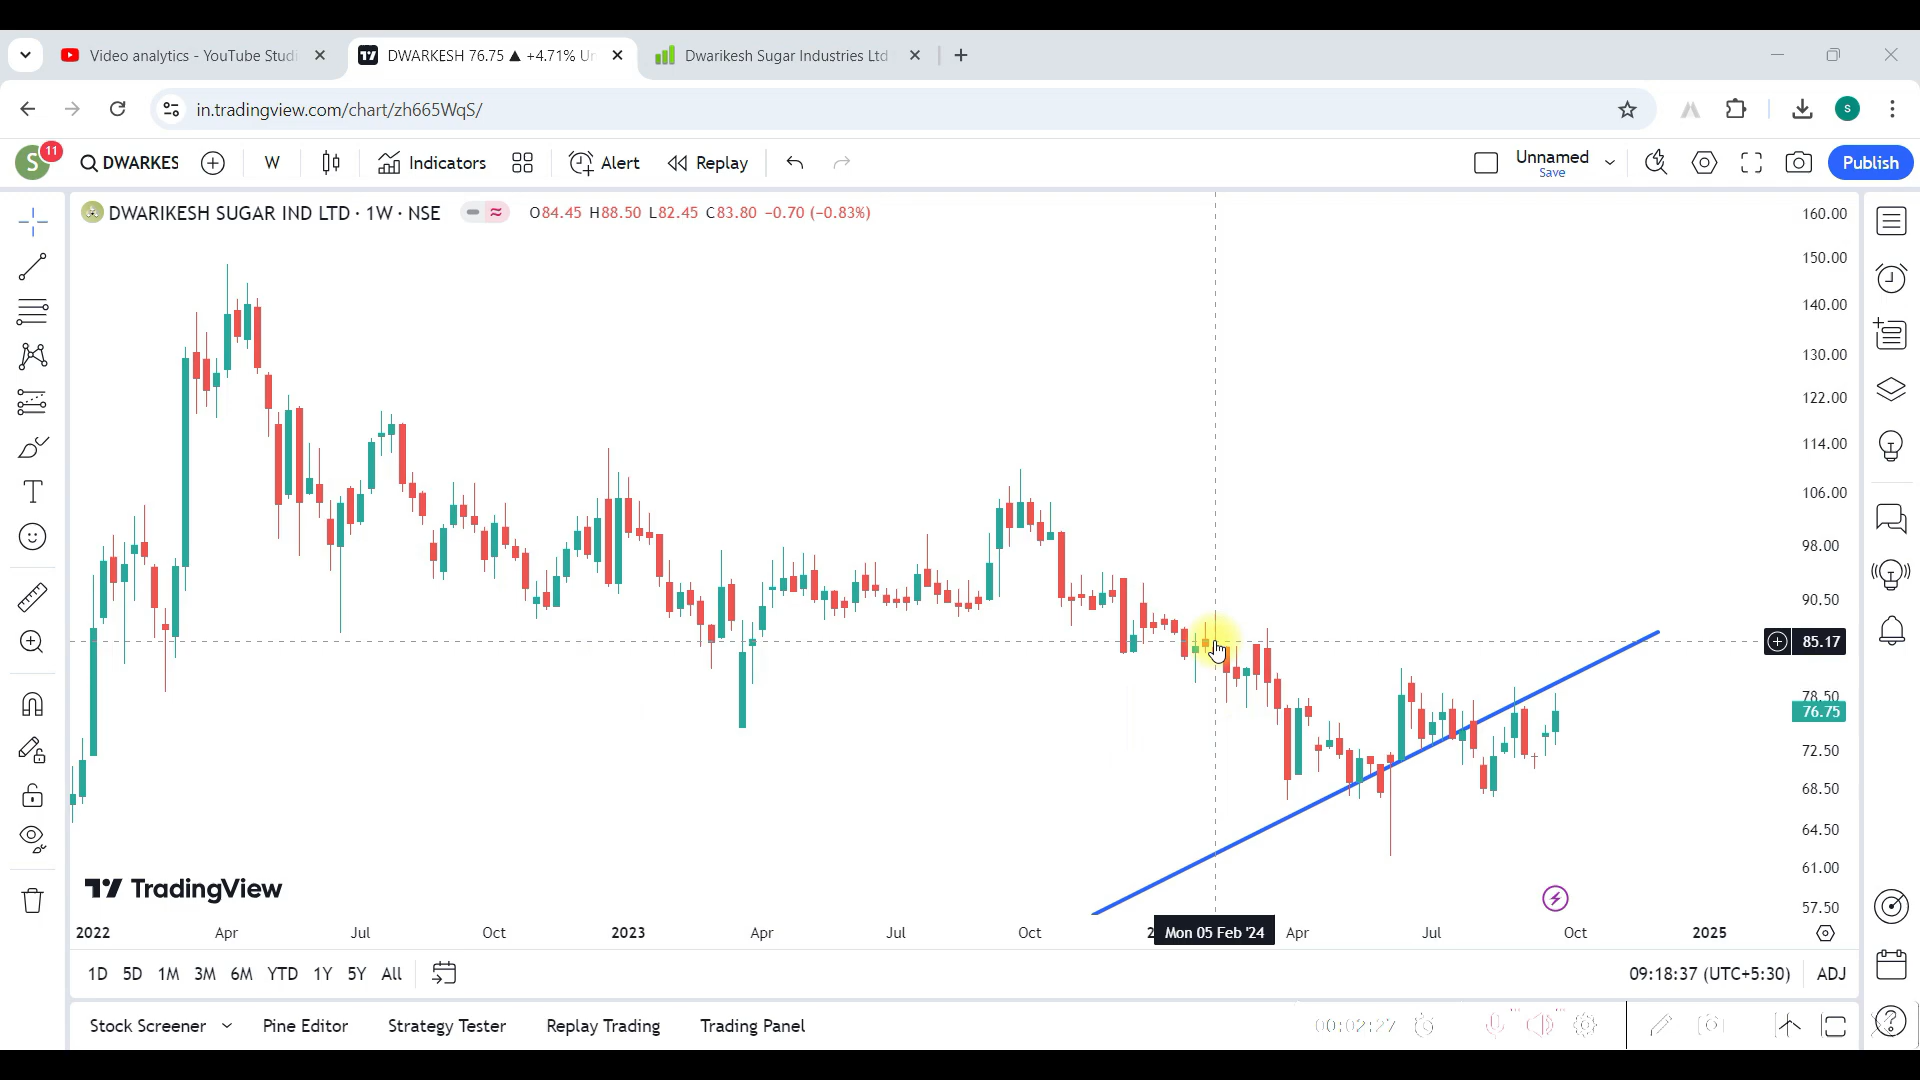 Video analytics - YouTube Studi
DWARKESH 76.75 ▲ +4.71% Un
Dwarikesh Sugar Industries Ltd
in.tradingview.com/chart/zh665WqS/
S
S
11
DWARKES
W
Indicators
Alert
Replay
Unnamed
Save
Publish
DWARIKESH SUGAR IND LTD · 1W · NSE
O84.45 H88.50 L82.45 C83.80 −0.70 (−0.83%)
160.00
150.00
140.00
130.00
122.00
114.00
106.00
98.00
90.50
85.17
78.50
76.75
72.50
68.50
64.50
61.00
57.50
TradingView
2022
Apr
Jul
Oct
2023
Apr
Jul
Oct
2
Mon 05 Feb '24
Apr
Jul
Oct
2025
1D 5D 1M 3M 6M YTD 1Y 5Y All
09:18:37 (UTC+5:30)
ADJ
Stock Screener
Pine Editor
Strategy Tester
Replay Trading
Trading Panel
00:02:27